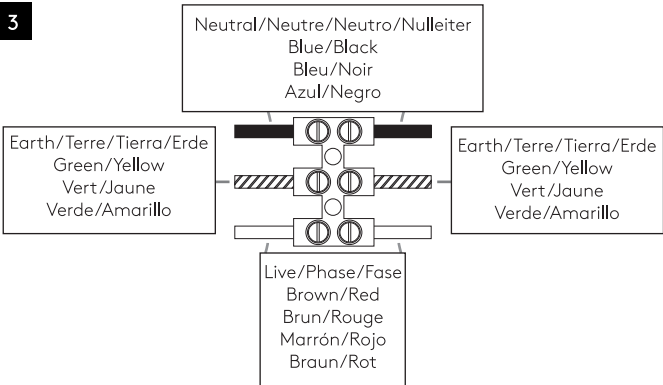 3
Neutral/Neutre/Neutro/Nulleiter
Blue/Black
Bleu/Noir
Azul/Negro
Earth/Terre/Tierra/Erde
Green/Yellow
Vert/Jaune
Verde/Amarillo
Earth/Terre/Tierra/Erde
Green/Yellow
Vert/Jaune
Verde/Amarillo
Live/Phase/Fase
Brown/Red
Brun/Rouge
Marrón/Rojo
Braun/Rot